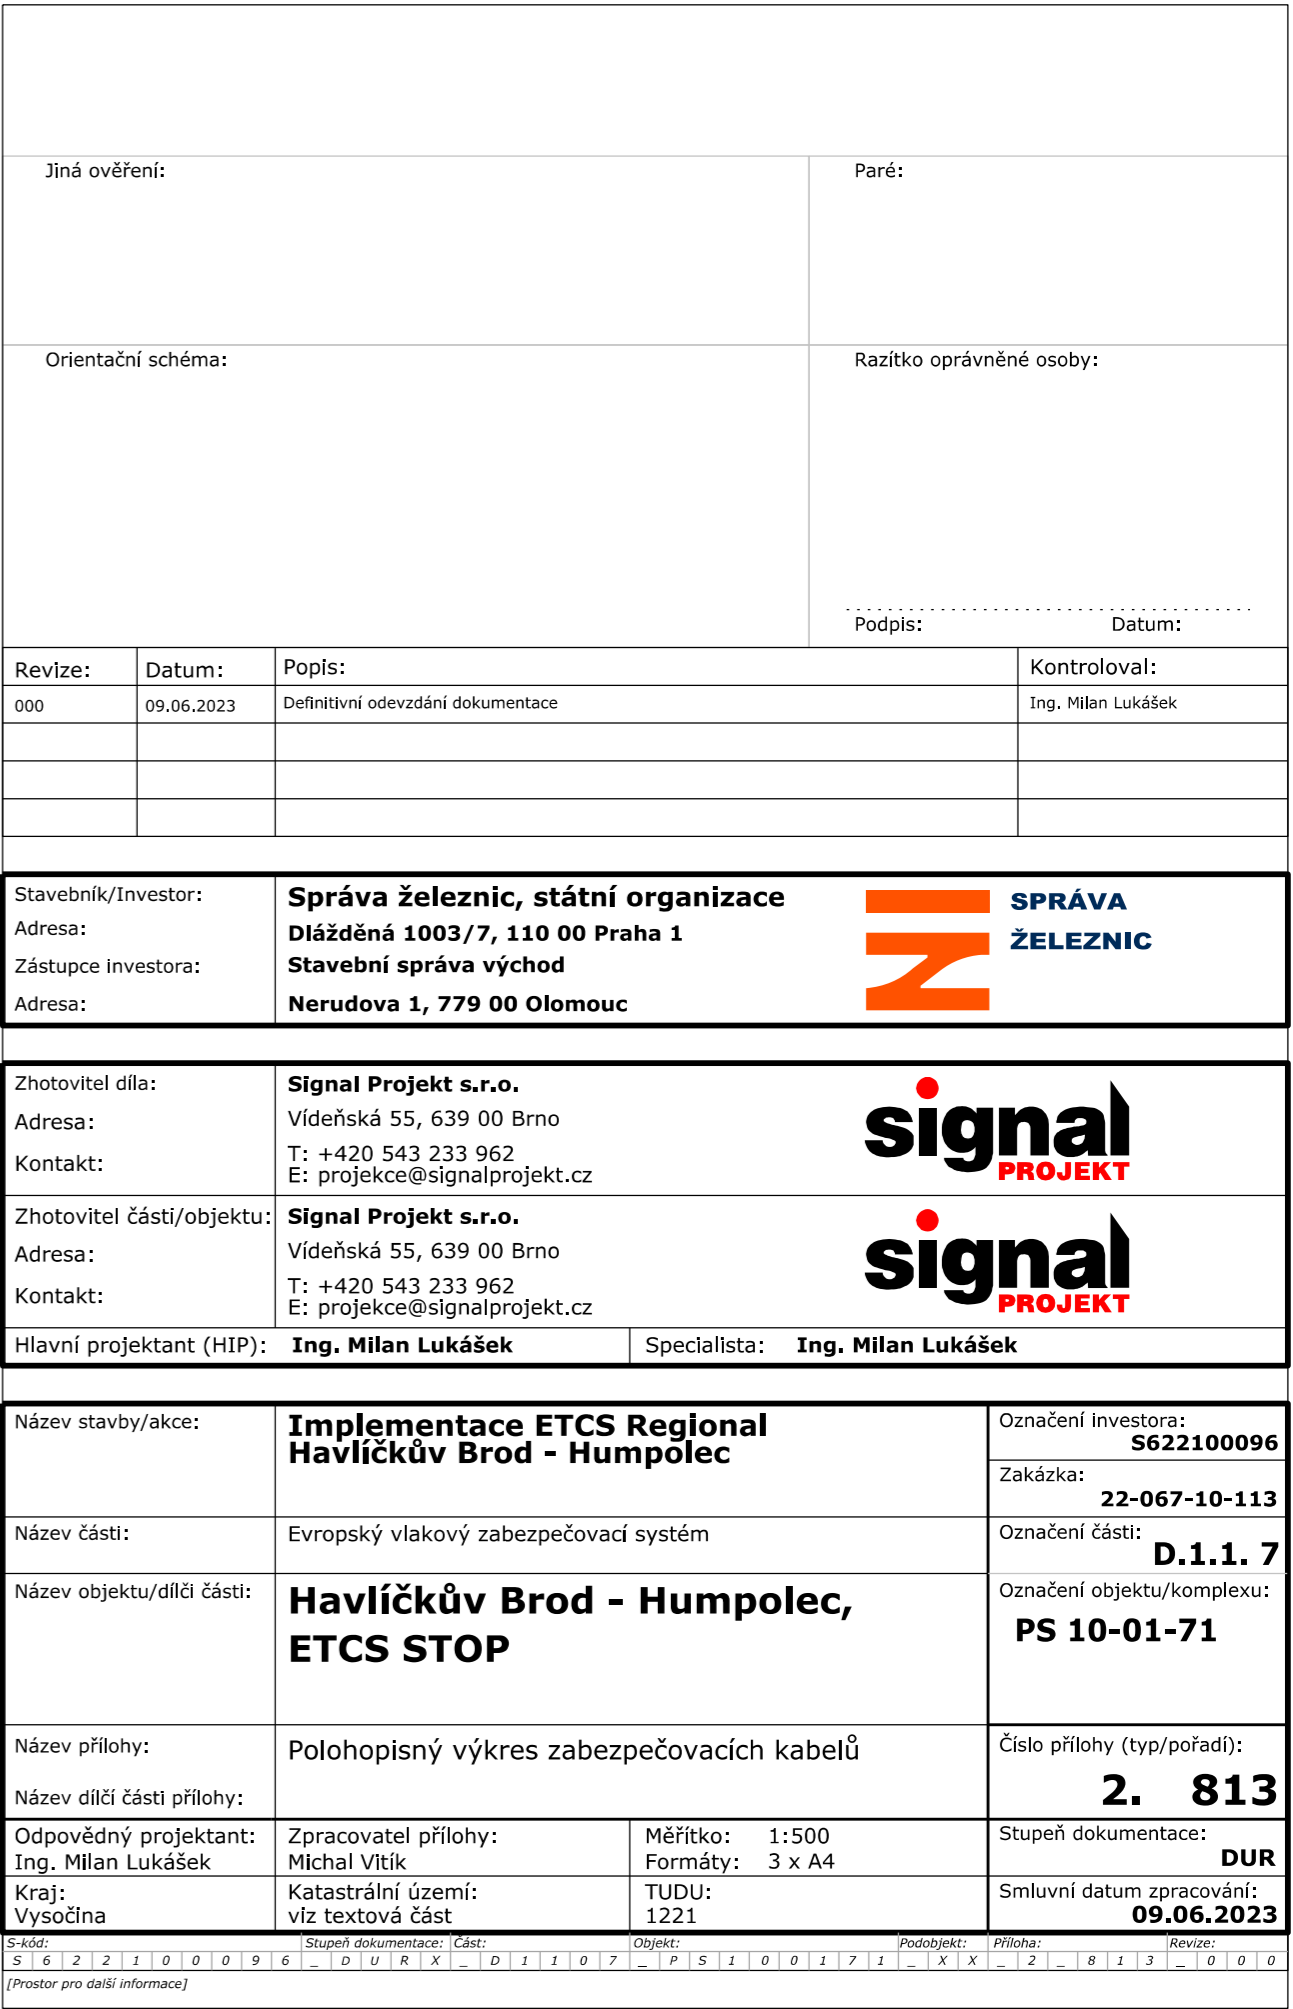 Jiná ověření:
Paré:
Orientační schéma:
Razítko oprávněné osoby:
Podpis:
Datum:
Revize:
Datum:
Popis:
Kontroloval:
000
09.06.2023
Definitivní odevzdání dokumentace
Ing. Milan Lukášek
Stavebník/Investor:
Správa železnic, státní organizace
Adresa:
Dlážděná 1003/7, 110 00 Praha 1
Zástupce investora:
Stavební správa východ
Adresa:
Nerudova 1, 779 00 Olomouc
SPRÁVA
ŽELEZNIC
Zhotovitel díla:
Signal Projekt s.r.o.
Adresa:
Vídeňská 55, 639 00 Brno
Kontakt:
T: +420 543 233 962
E: projekce@signalprojekt.cz
signal
PROJEKT
Zhotovitel části/objektu:
Signal Projekt s.r.o.
Adresa:
Vídeňská 55, 639 00 Brno
Kontakt:
T: +420 543 233 962
E: projekce@signalprojekt.cz
signal
PROJEKT
Hlavní projektant (HIP): Ing. Milan Lukášek
Specialista: Ing. Milan Lukášek
Název stavby/akce:
Implementace ETCS Regional
Havlíčkův Brod - Humpolec
Označení investora:
S622100096
Zakázka:
22-067-10-113
Název části:
Evropský vlakový zabezpečovací systém
Označení části:
D.1.1. 7
Název objektu/dílči části:
Havlíčkův Brod - Humpolec,
ETCS STOP
Označení objektu/komplexu:
PS 10-01-71
Název přílohy:
Polohopisný výkres zabezpečovacích kabelů
Název dílčí části přílohy:
Číslo přílohy (typ/pořadí):
2. 813
Odpovědný projektant:
Ing. Milan Lukášek
Zpracovatel přílohy:
Michal Vitík
Měřítko: 1:500
Formáty: 3 x A4
Stupeň dokumentace:
DUR
Kraj:
Vysočina
Katastrální území:
viz textová část
TUDU:
1221
Smluvní datum zpracování:
09.06.2023
S-kód: Stupeň dokumentace: Část: Objekt: Podobjekt: Příloha: Revize:
S 6 2 2 1 0 0 0 9 6 _ D U R X _ D 1 1 0 7 _ P S 1 0 0 1 7 1 _ X X _ 2 _ 8 1 3 _ 0 0 0
[Prostor pro další informace]